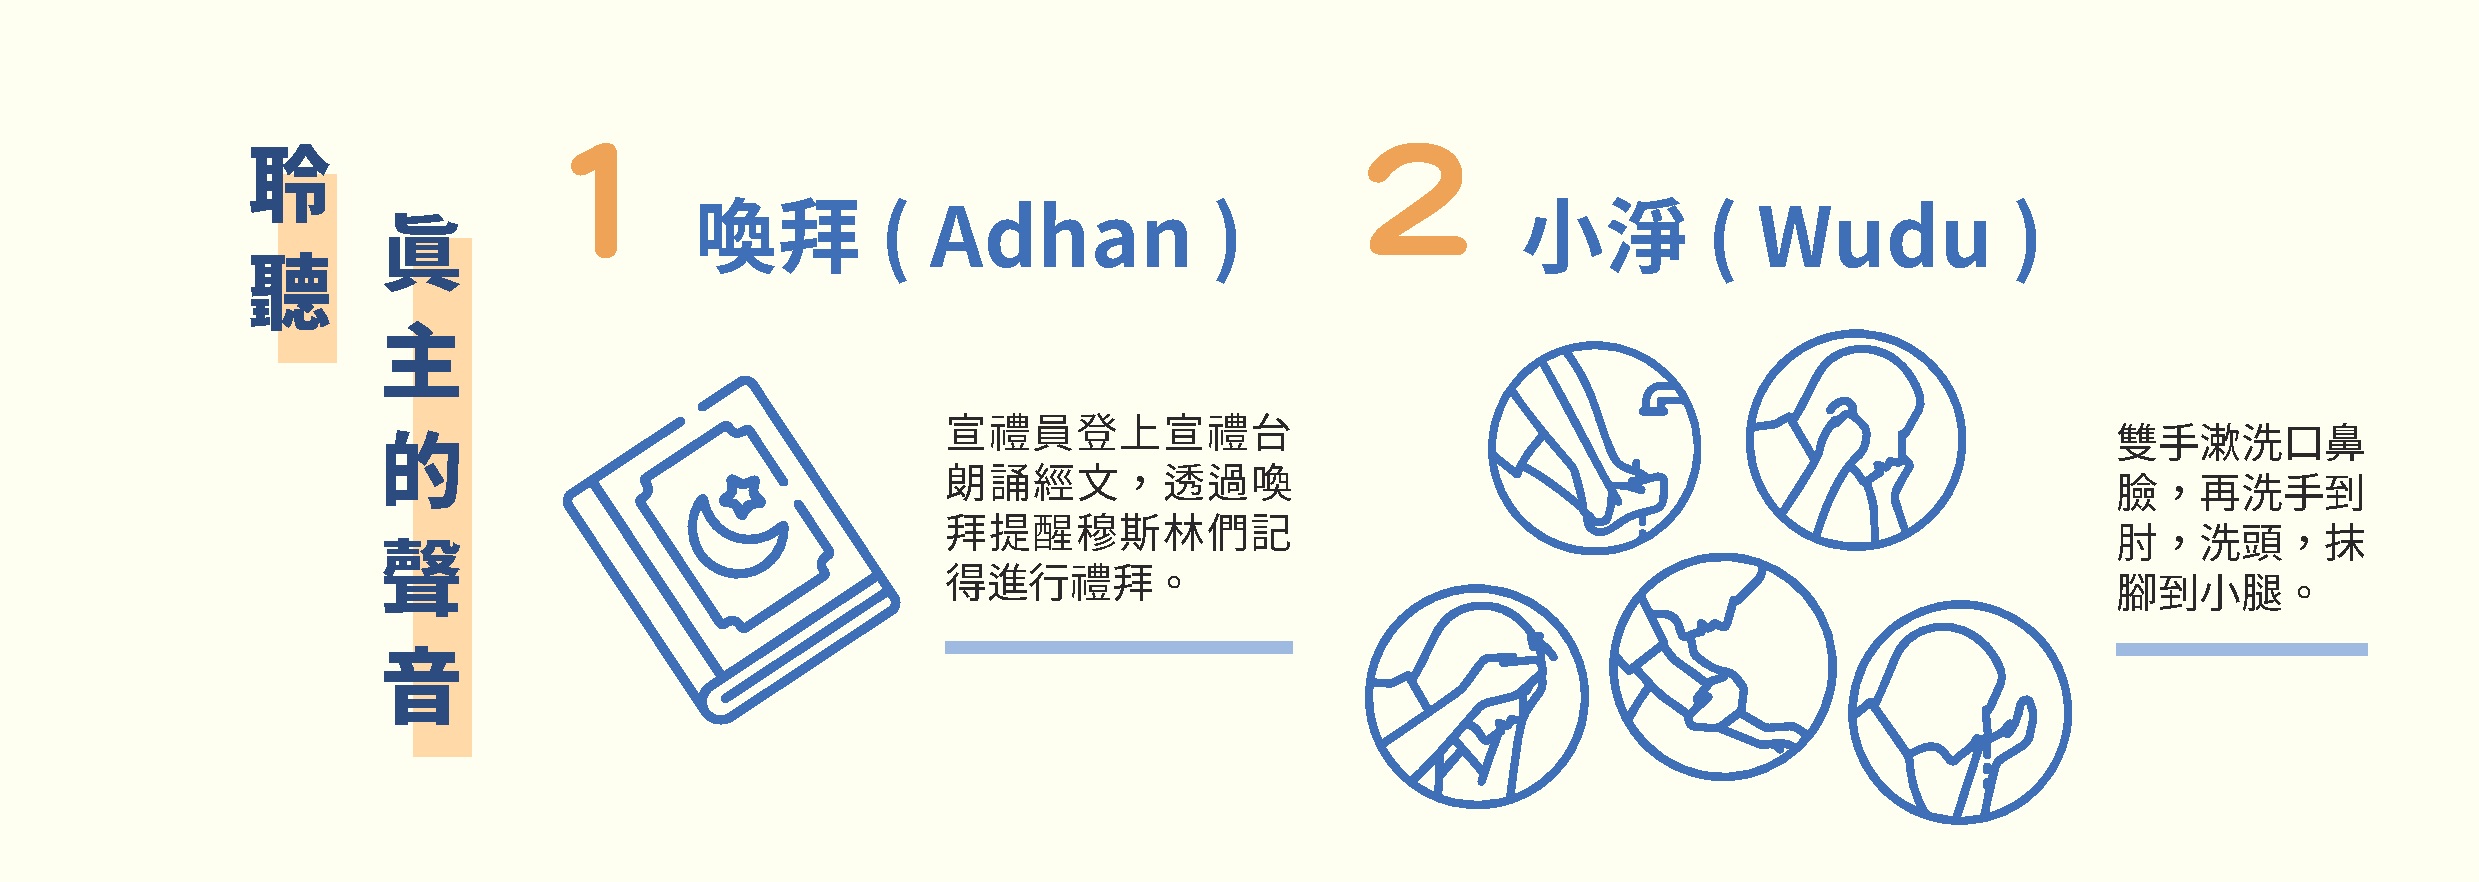 聆聽
眞主的聲音
1
喚拜 ( Adhan )
宣禮員登上宣禮台
朗誦經文，透過喚
拜提醒穆斯林們記
得進行禮拜。
2
小淨 ( Wudu )
雙手漱洗口鼻
臉，再洗手到
肘，洗頭，抹
腳到小腿。